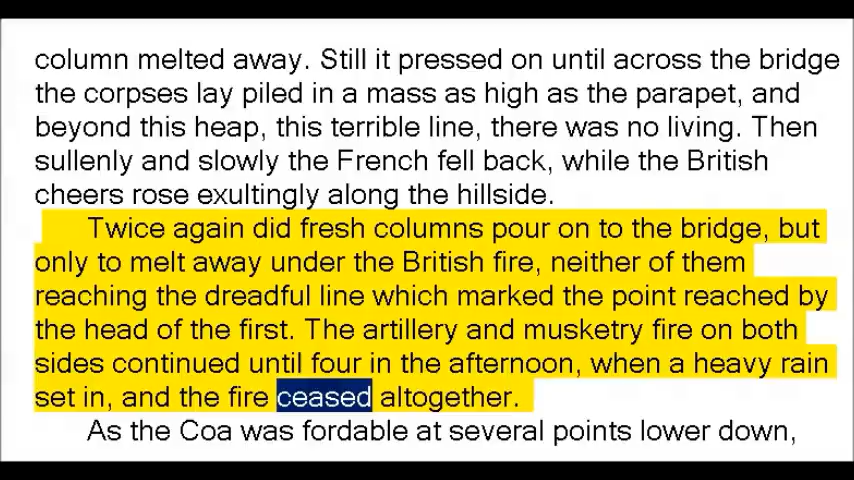 column melted away. Still it pressed on until across the bridge
the corpses lay piled in a mass as high as the parapet, and
beyond this heap, this terrible line, there was no living. Then
sullenly and slowly the French fell back, while the British
cheers rose exultingly along the hillside.
Twice again did fresh columns pour on to the bridge, but
only to melt away under the British fire, neither of them
reaching the dreadful line which marked the point reached by
the head of the first. The artillery and musketry fire on both
sides continued until four in the afternoon, when a heavy rain
set in, and the fire ceased altogether.
As the Coa was fordable at several points lower down,